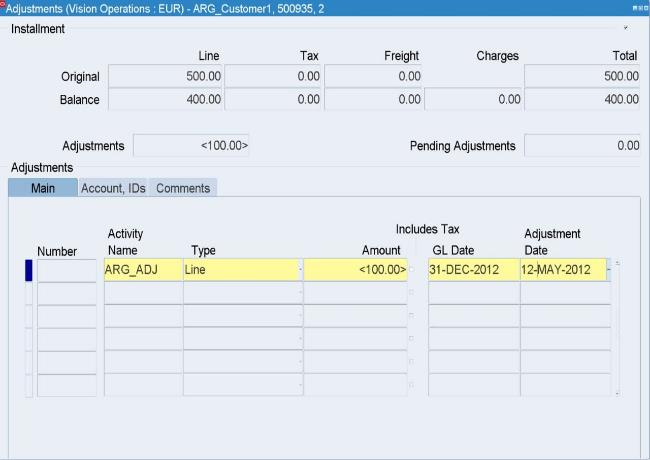 Adjustments (Vision Operations : EUR) - ARG_Customer1, 500935, 2
Installment
Line Tax Freight Charges Total
Original 500.00 0.00 0.00 500.00
Balance 400.00 0.00 0.00 0.00 400.00
Adjustments <100.00> Pending Adjustments 0.00
Adjustments
Main Account, IDs Comments
Includes Tax
Activity Adjustment
Number Name Type Amount GL Date Date
ARG_ADJ Line <100.00> 31-DEC-2012 12-MAY-2012